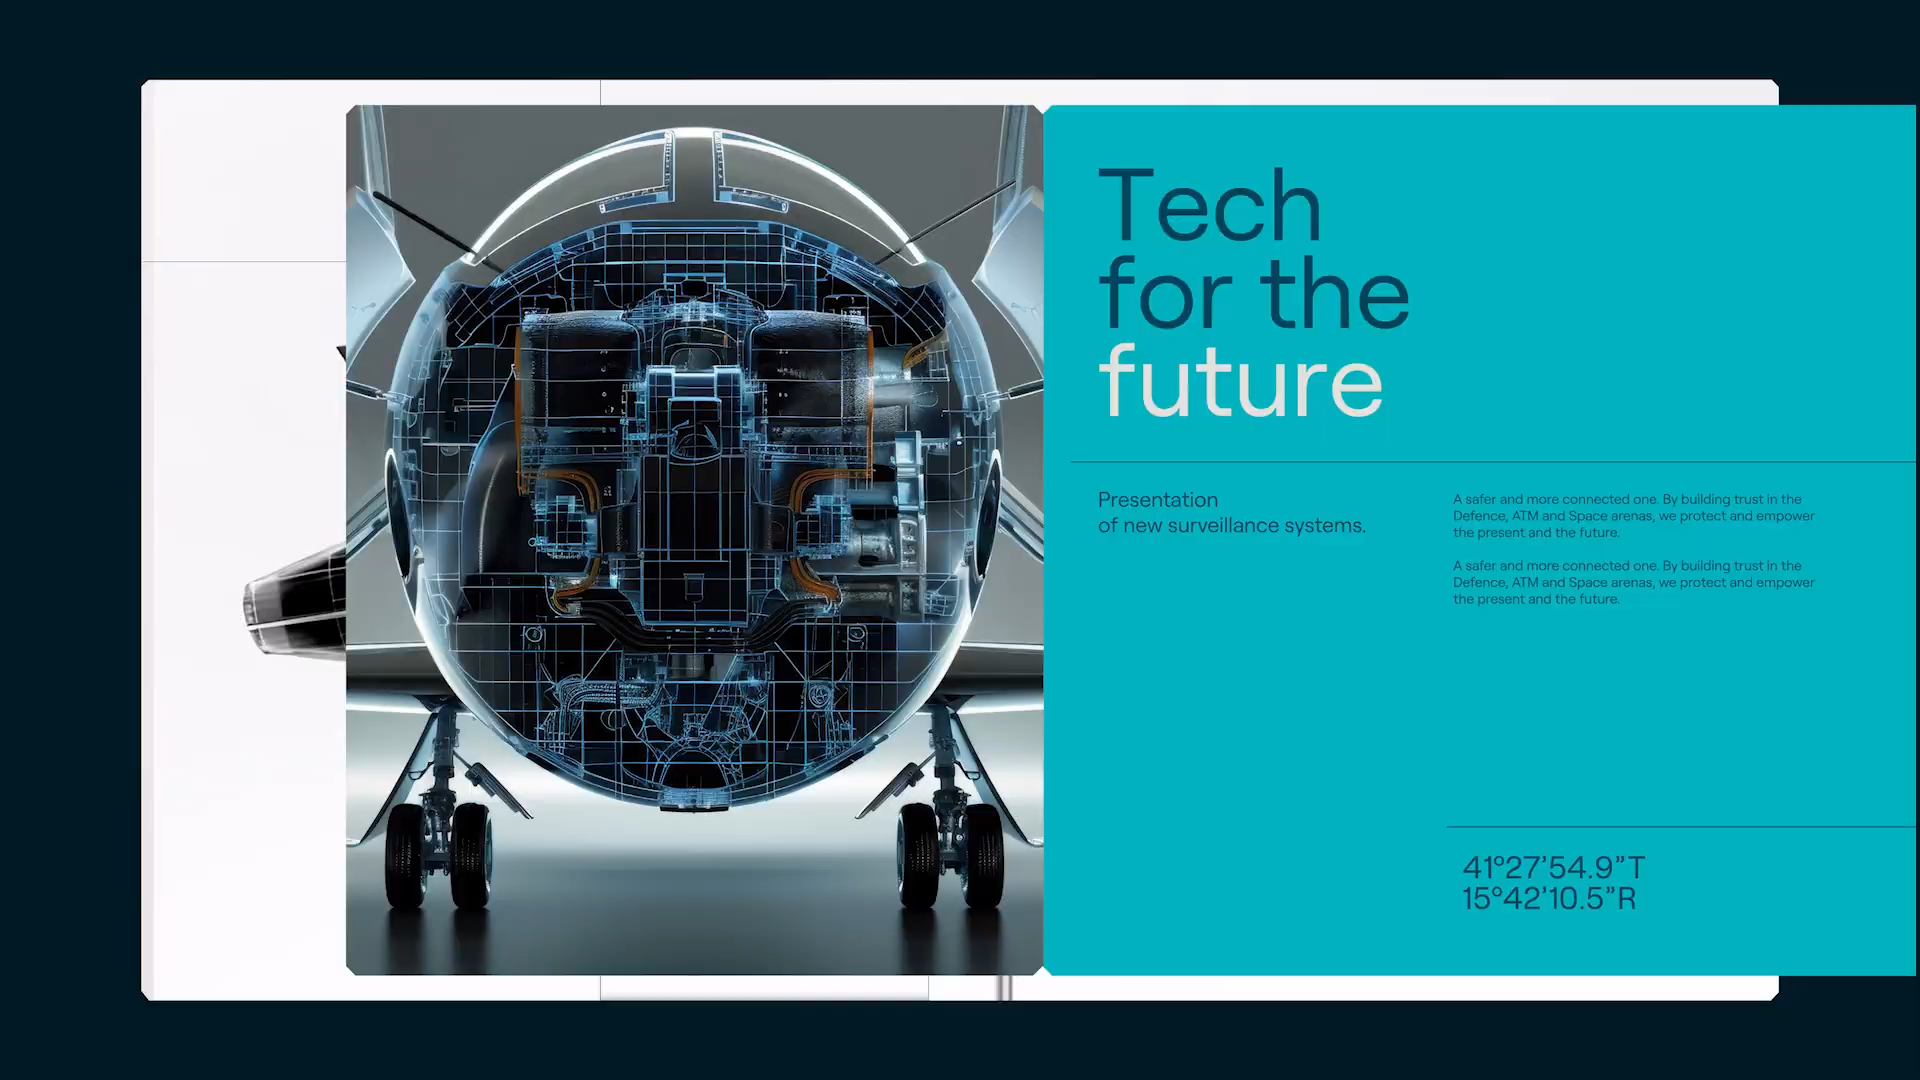 Tech
for the
future
Presentation
of new surveillance systems.
A safer and more connected one. By building trust in the
Defence, ATM and Space arenas, we protect and empower
the present and the future.
A safer and more connected one. By building trust in the
Defence, ATM and Space arenas, we protect and empower
the present and the future.
41°27’54.9”T
15°42’10.5”R